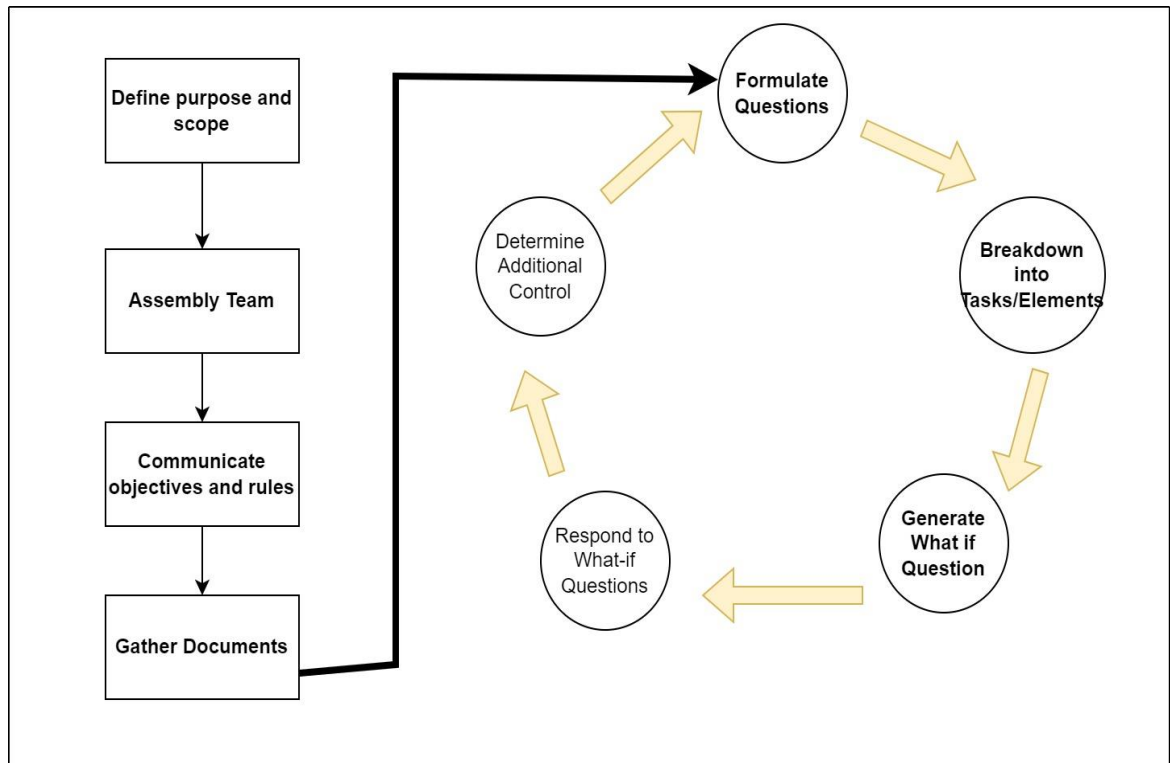 Define purpose and
scope
Assembly Team
Communicate
objectives and rules
Gather Documents
Formulate
Questions
Breakdown
into
Tasks/Elements
Generate
What if
Question
Respond to
What-if
Questions
Determine
Additional
Control